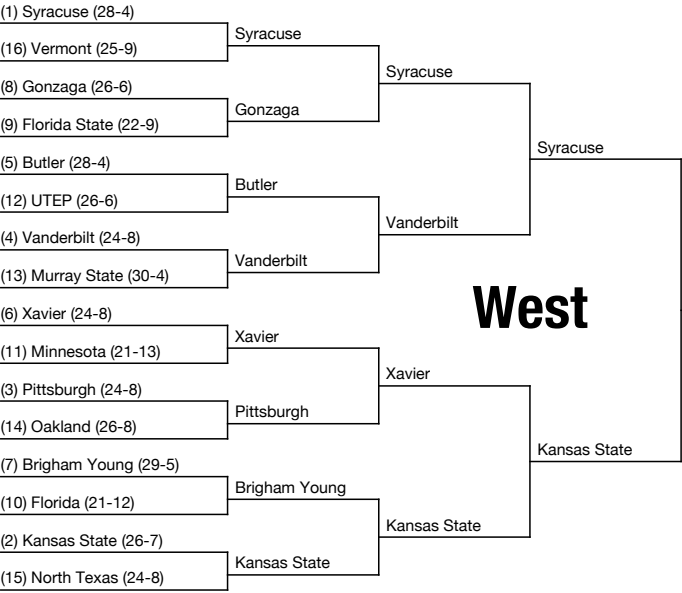 (1) Syracuse (28-4)
(16) Vermont (25-9)
(8) Gonzaga (26-6)
(9) Florida State (22-9)
(5) Butler (28-4)
(12) UTEP (26-6)
(4) Vanderbilt (24-8)
(13) Murray State (30-4)
(6) Xavier (24-8)
(11) Minnesota (21-13)
(3) Pittsburgh (24-8)
(14) Oakland (26-8)
(7) Brigham Young (29-5)
(10) Florida (21-12)
(2) Kansas State (26-7)
(15) North Texas (24-8)
Syracuse
Gonzaga
Butler
Vanderbilt
Xavier
Pittsburgh
Brigham Young
Kansas State
Syracuse
Vanderbilt
Xavier
Kansas State
Syracuse
Kansas State
West